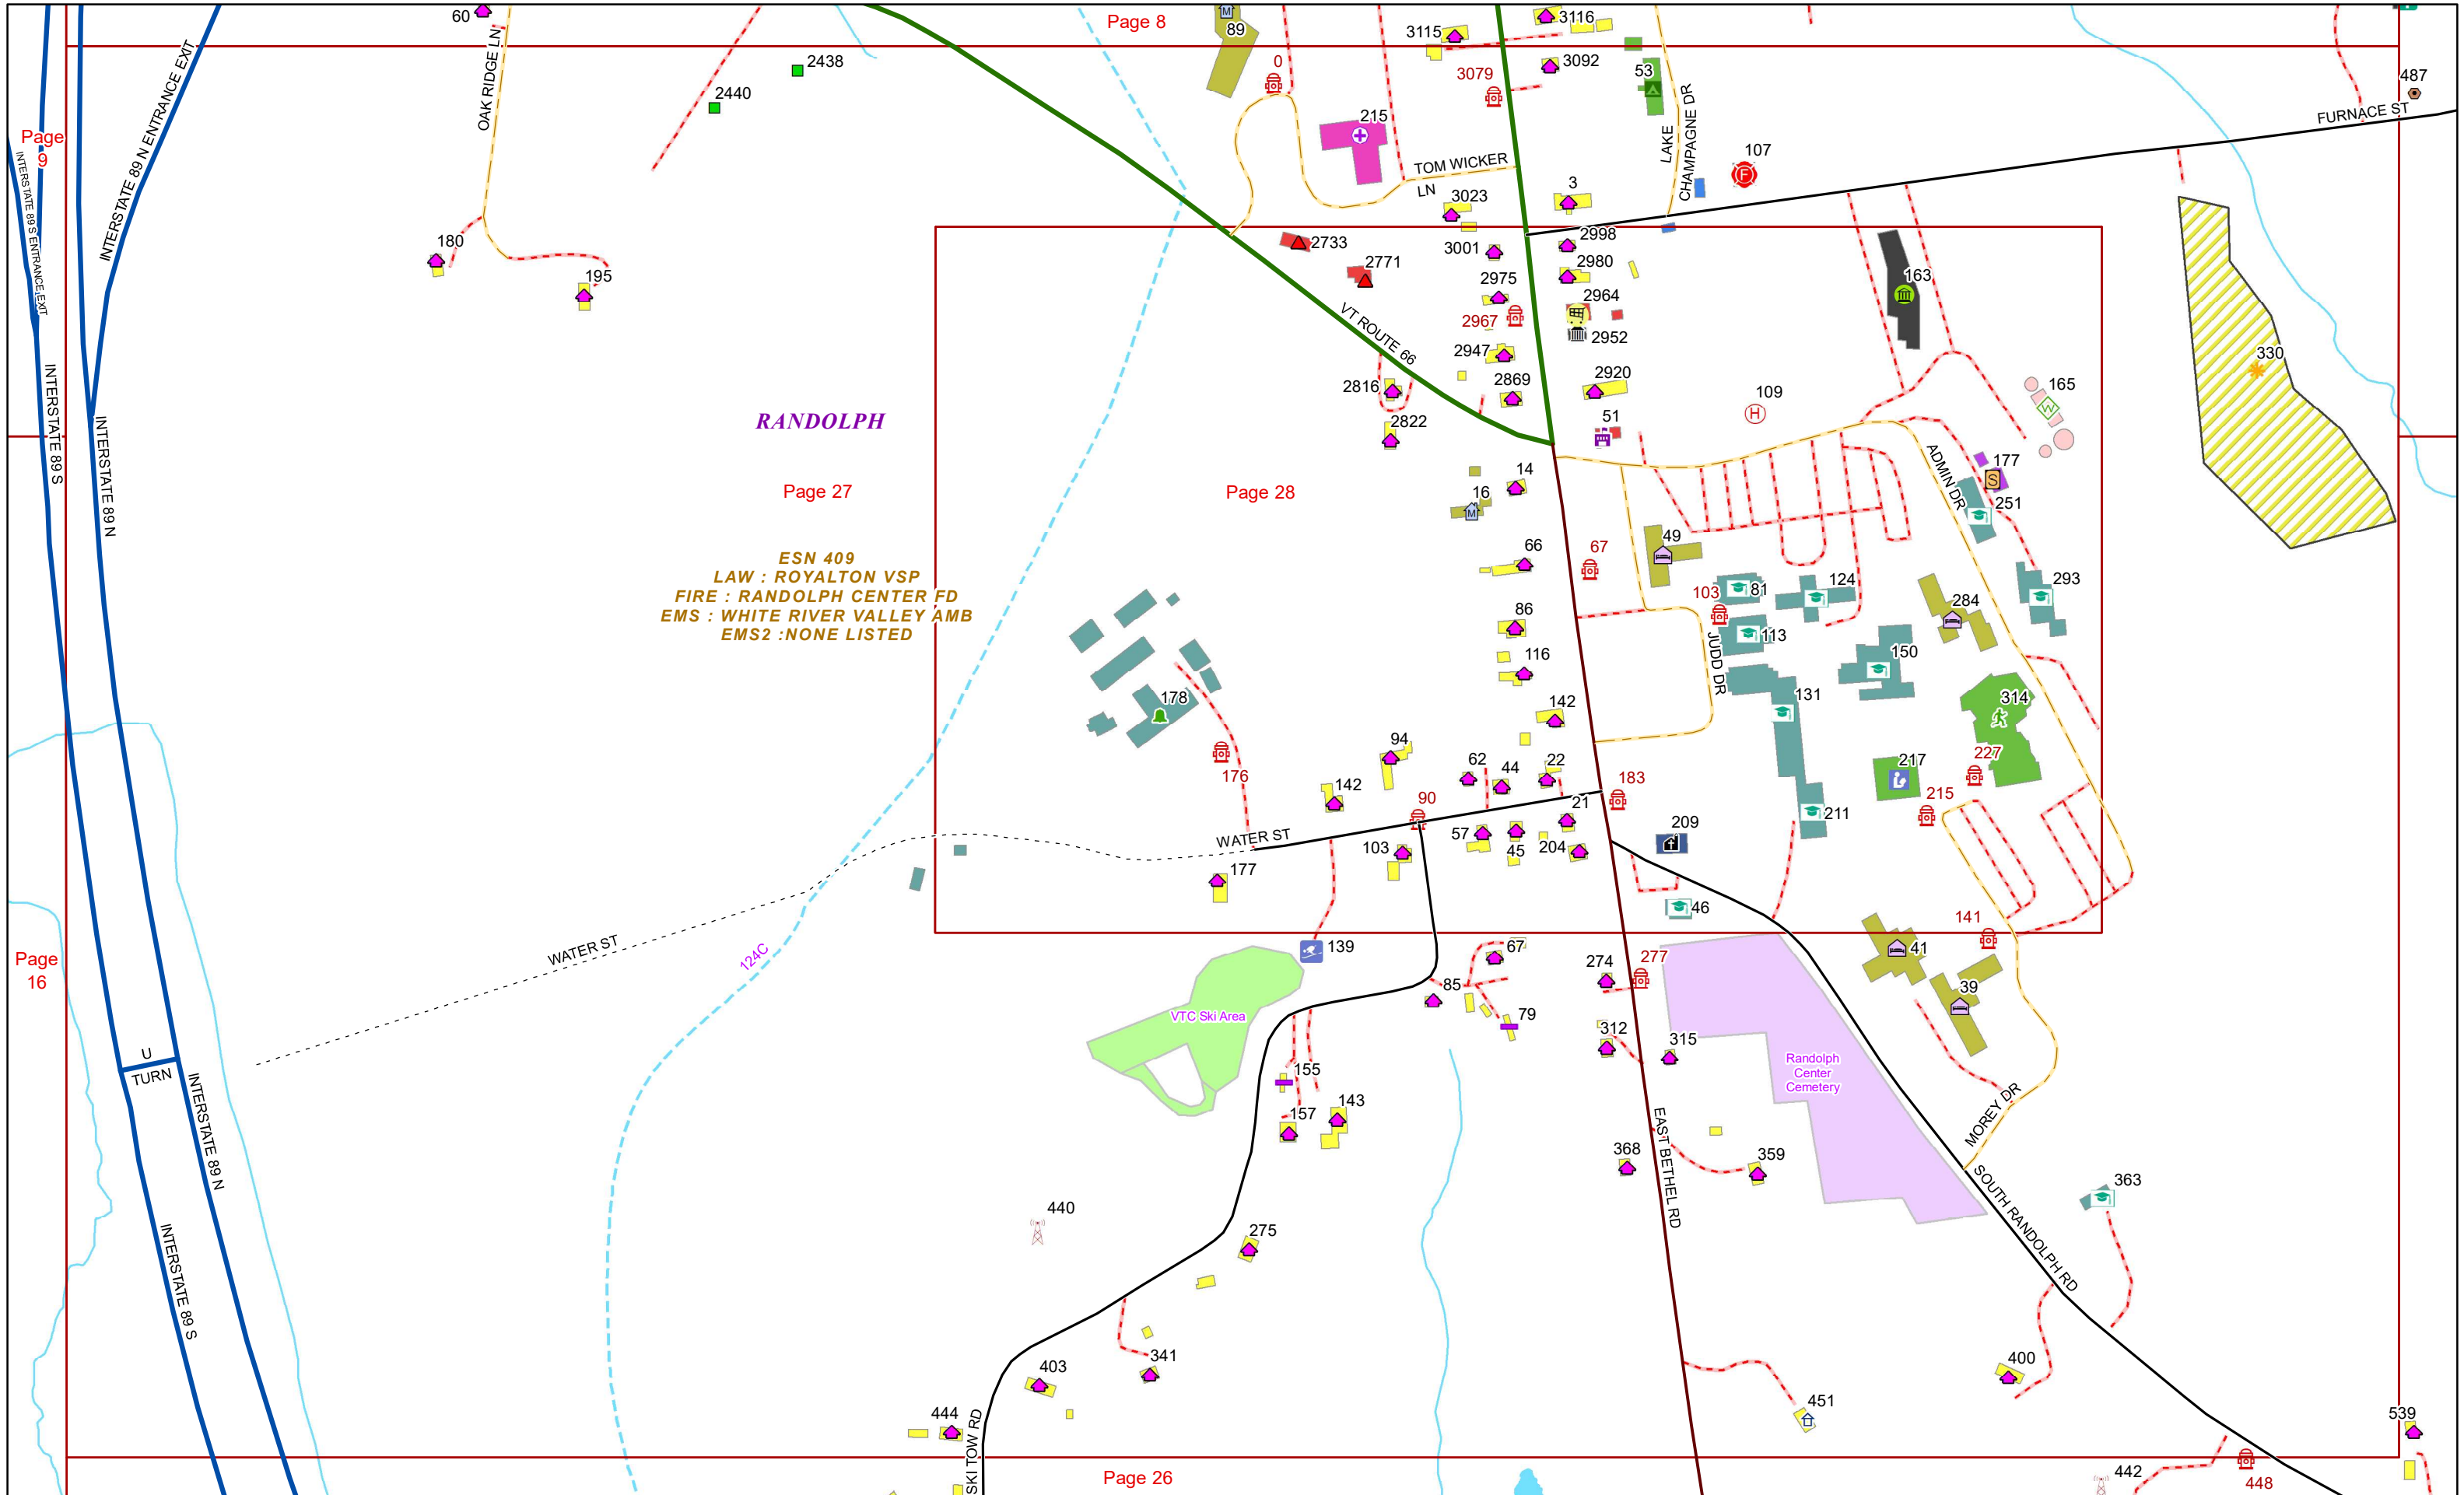 60
OAK RIDGE LN
2438
2440
Page 8
89
0
3115
3116
3079
3092
53
LAKE
CHAMPAGNE DR
487
FURNACE ST
Page
9
INTERSTATE 89 N ENTRANCE EXIT
INTERSTATE 89 S ENTRANCE EXIT
215
TOM WICKER
LN
107
3023
3
180
195
2733
2771
3001
2998
2980
2975
2964
2967
2952
163
330
VT ROUTE 66
2947
2816
2869
2920
2822
51
109
165
INTERSTATE 89 S
INTERSTATE 89 N
RANDOLPH
Page 27
Page 28
14
16
ADMIN DR
177
251
49
66
67
ESN 409
LAW : ROYALTON VSP
FIRE : RANDOLPH CENTER FD
EMS : WHITE RIVER VALLEY AMB
EMS2 :NONE LISTED
81
124
103
293
284
86
113
JUDD DR
116
150
178
131
314
142
94
176
62
44
22
183
217
227
142
90
21
215
211
WATER ST
57
45
204
209
103
177
46
141
WATER ST
124C
139
67
274
277
41
Page
16
85
39
VTC Ski Area
79
312
315
U
TURN
Randolph
Center
Cemetery
155
157
143
INTERSTATE 89 N
EAST BETHEL RD
MOREY DR
368
359
SOUTH RANDOLPH RD
363
440
275
INTERSTATE 89 S
403
341
400
451
444
539
SKI TOW RD
Page 26
442
448